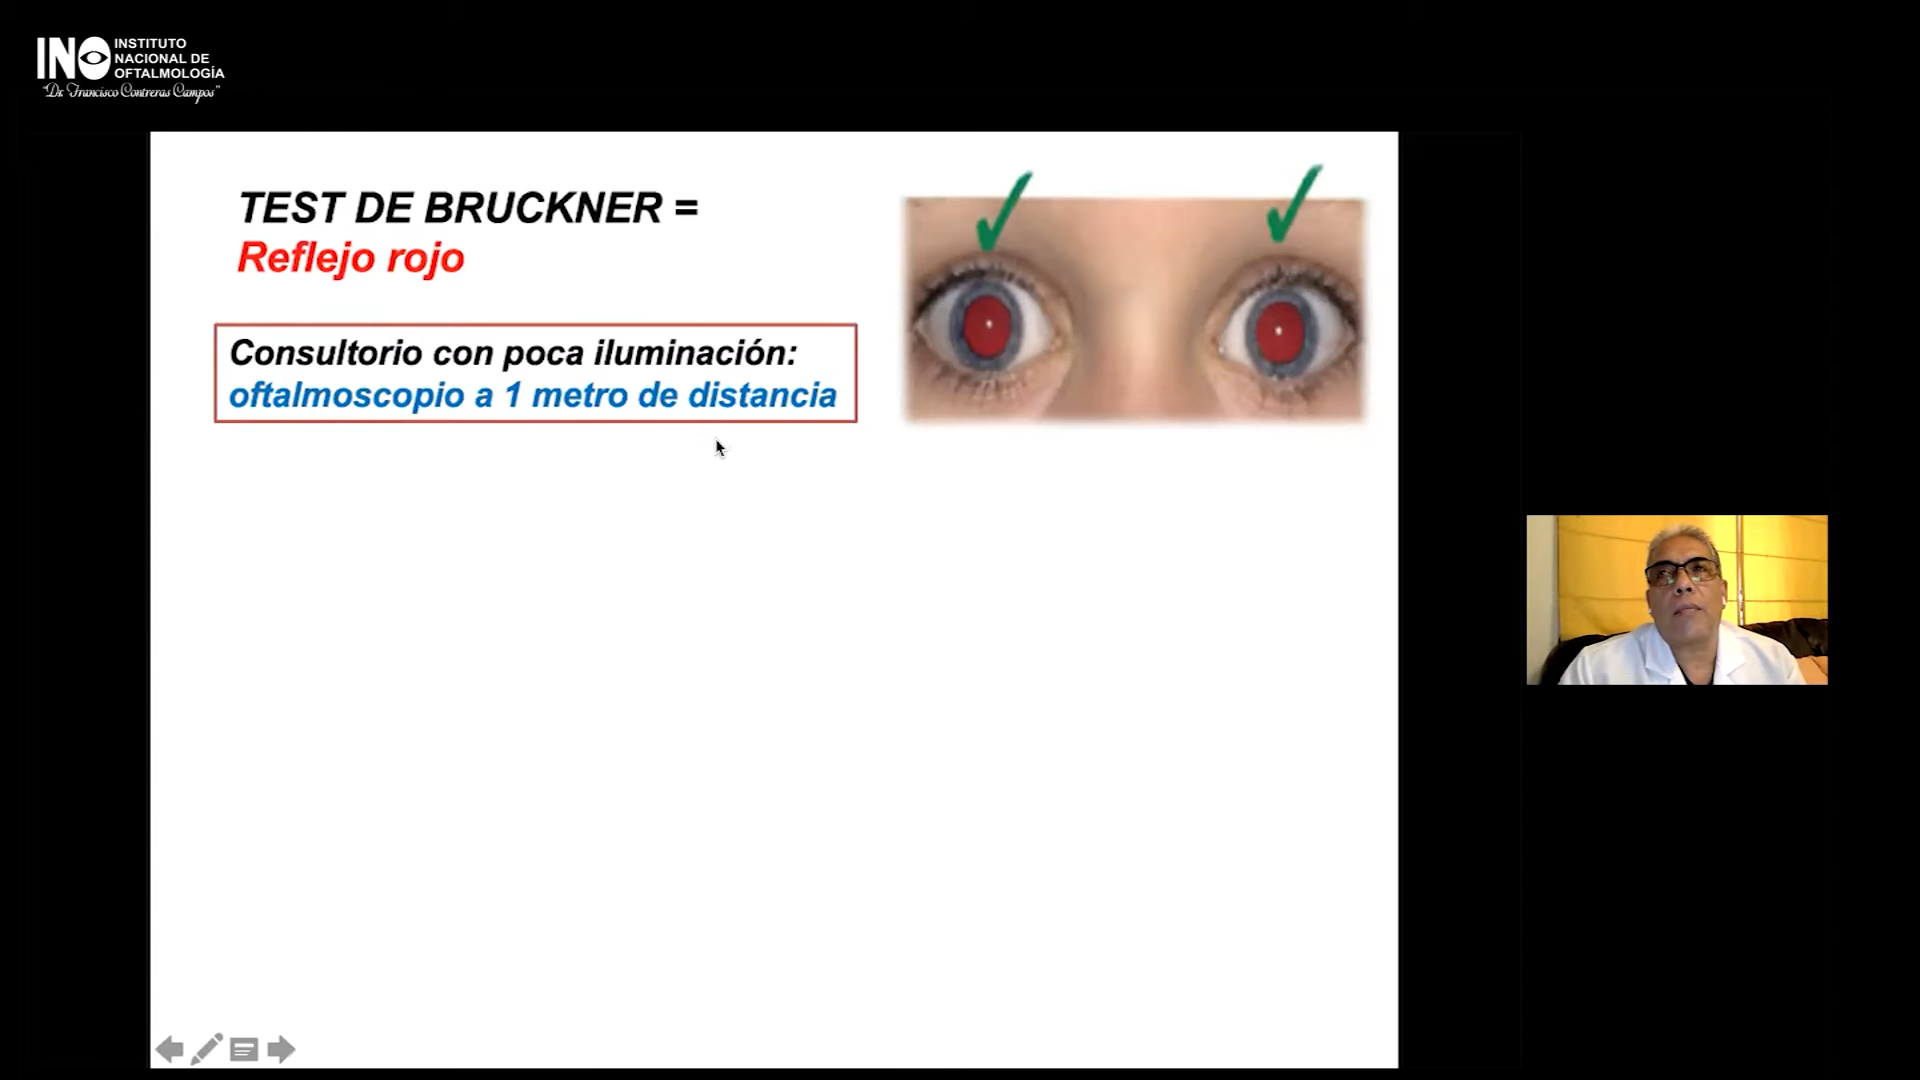 INO
INSTITUTO
NACIONAL DE
OFTALMOLOGÍA
"Dr. Francisco Contreras Campos"
TEST DE BRUCKNER =
Reflejo rojo
Consultorio con poca iluminación:
oftalmoscopio a 1 metro de distancia